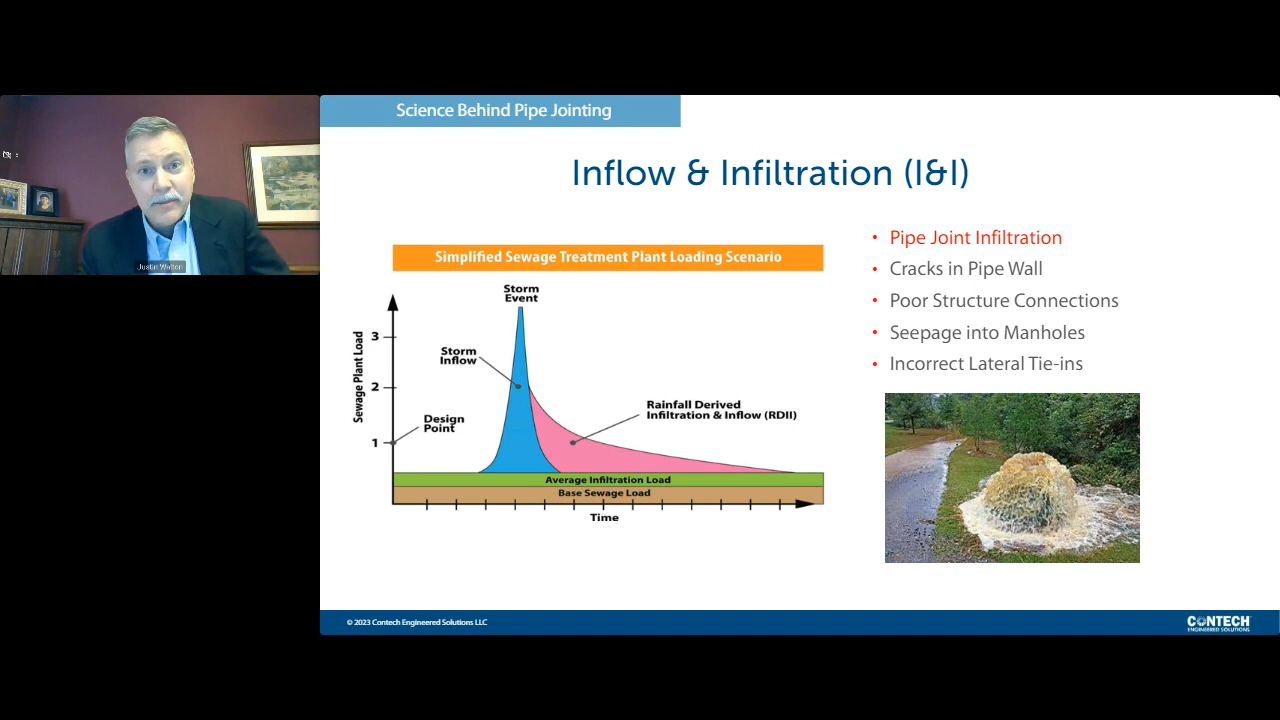 Justin Walton
Science Behind Pipe Jointing
Inflow & Infiltration (I&I)
Simplified Sewage Treatment Plant Loading Scenario
Storm
Event
Storm
Inflow
Design
Point
Rainfall Derived
Infiltration & Inflow (RDII)
Sewage Plant Load
3
2
1
Average Infiltration Load
Base Sewage Load
Time
• Pipe Joint Infiltration
• Cracks in Pipe Wall
• Poor Structure Connections
• Seepage into Manholes
• Incorrect Lateral Tie-ins
© 2023 Contech Engineered Solutions LLC
CONTECH
ENGINEERED SOLUTIONS